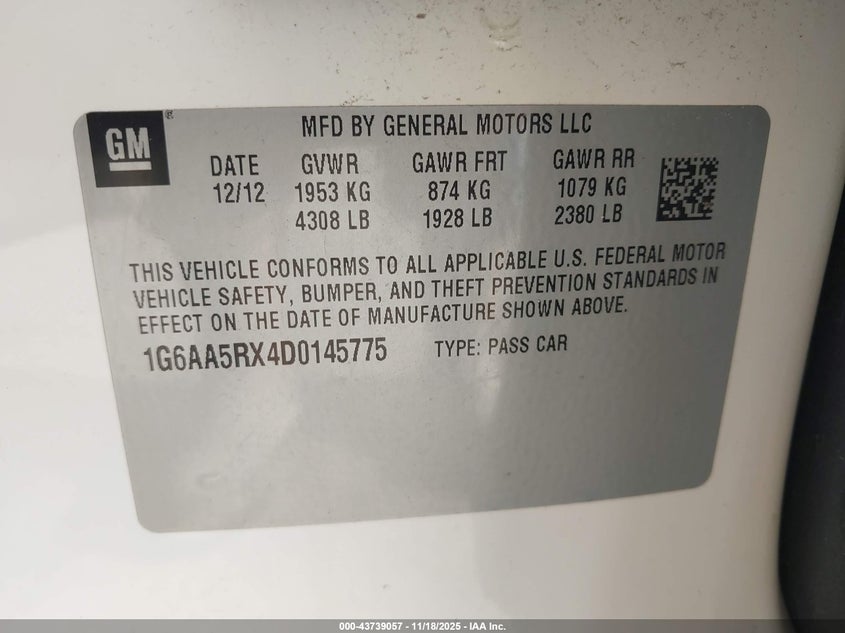 GM®
MFD BY GENERAL MOTORS LLC
DATE GVWR GAWR FRT GAWR RR
12/12 1953 KG 874 KG 1079 KG
4308 LB 1928 LB 2380 LB
THIS VEHICLE CONFORMS TO ALL APPLICABLE U.S. FEDERAL MOTOR
VEHICLE SAFETY, BUMPER, AND THEFT PREVENTION STANDARDS IN
EFFECT ON THE DATE OF MANUFACTURE SHOWN ABOVE.
1G6AA5RX4D0145775 TYPE: PASS CAR
000-43739057 - 11/18/2025 - IAA Inc.